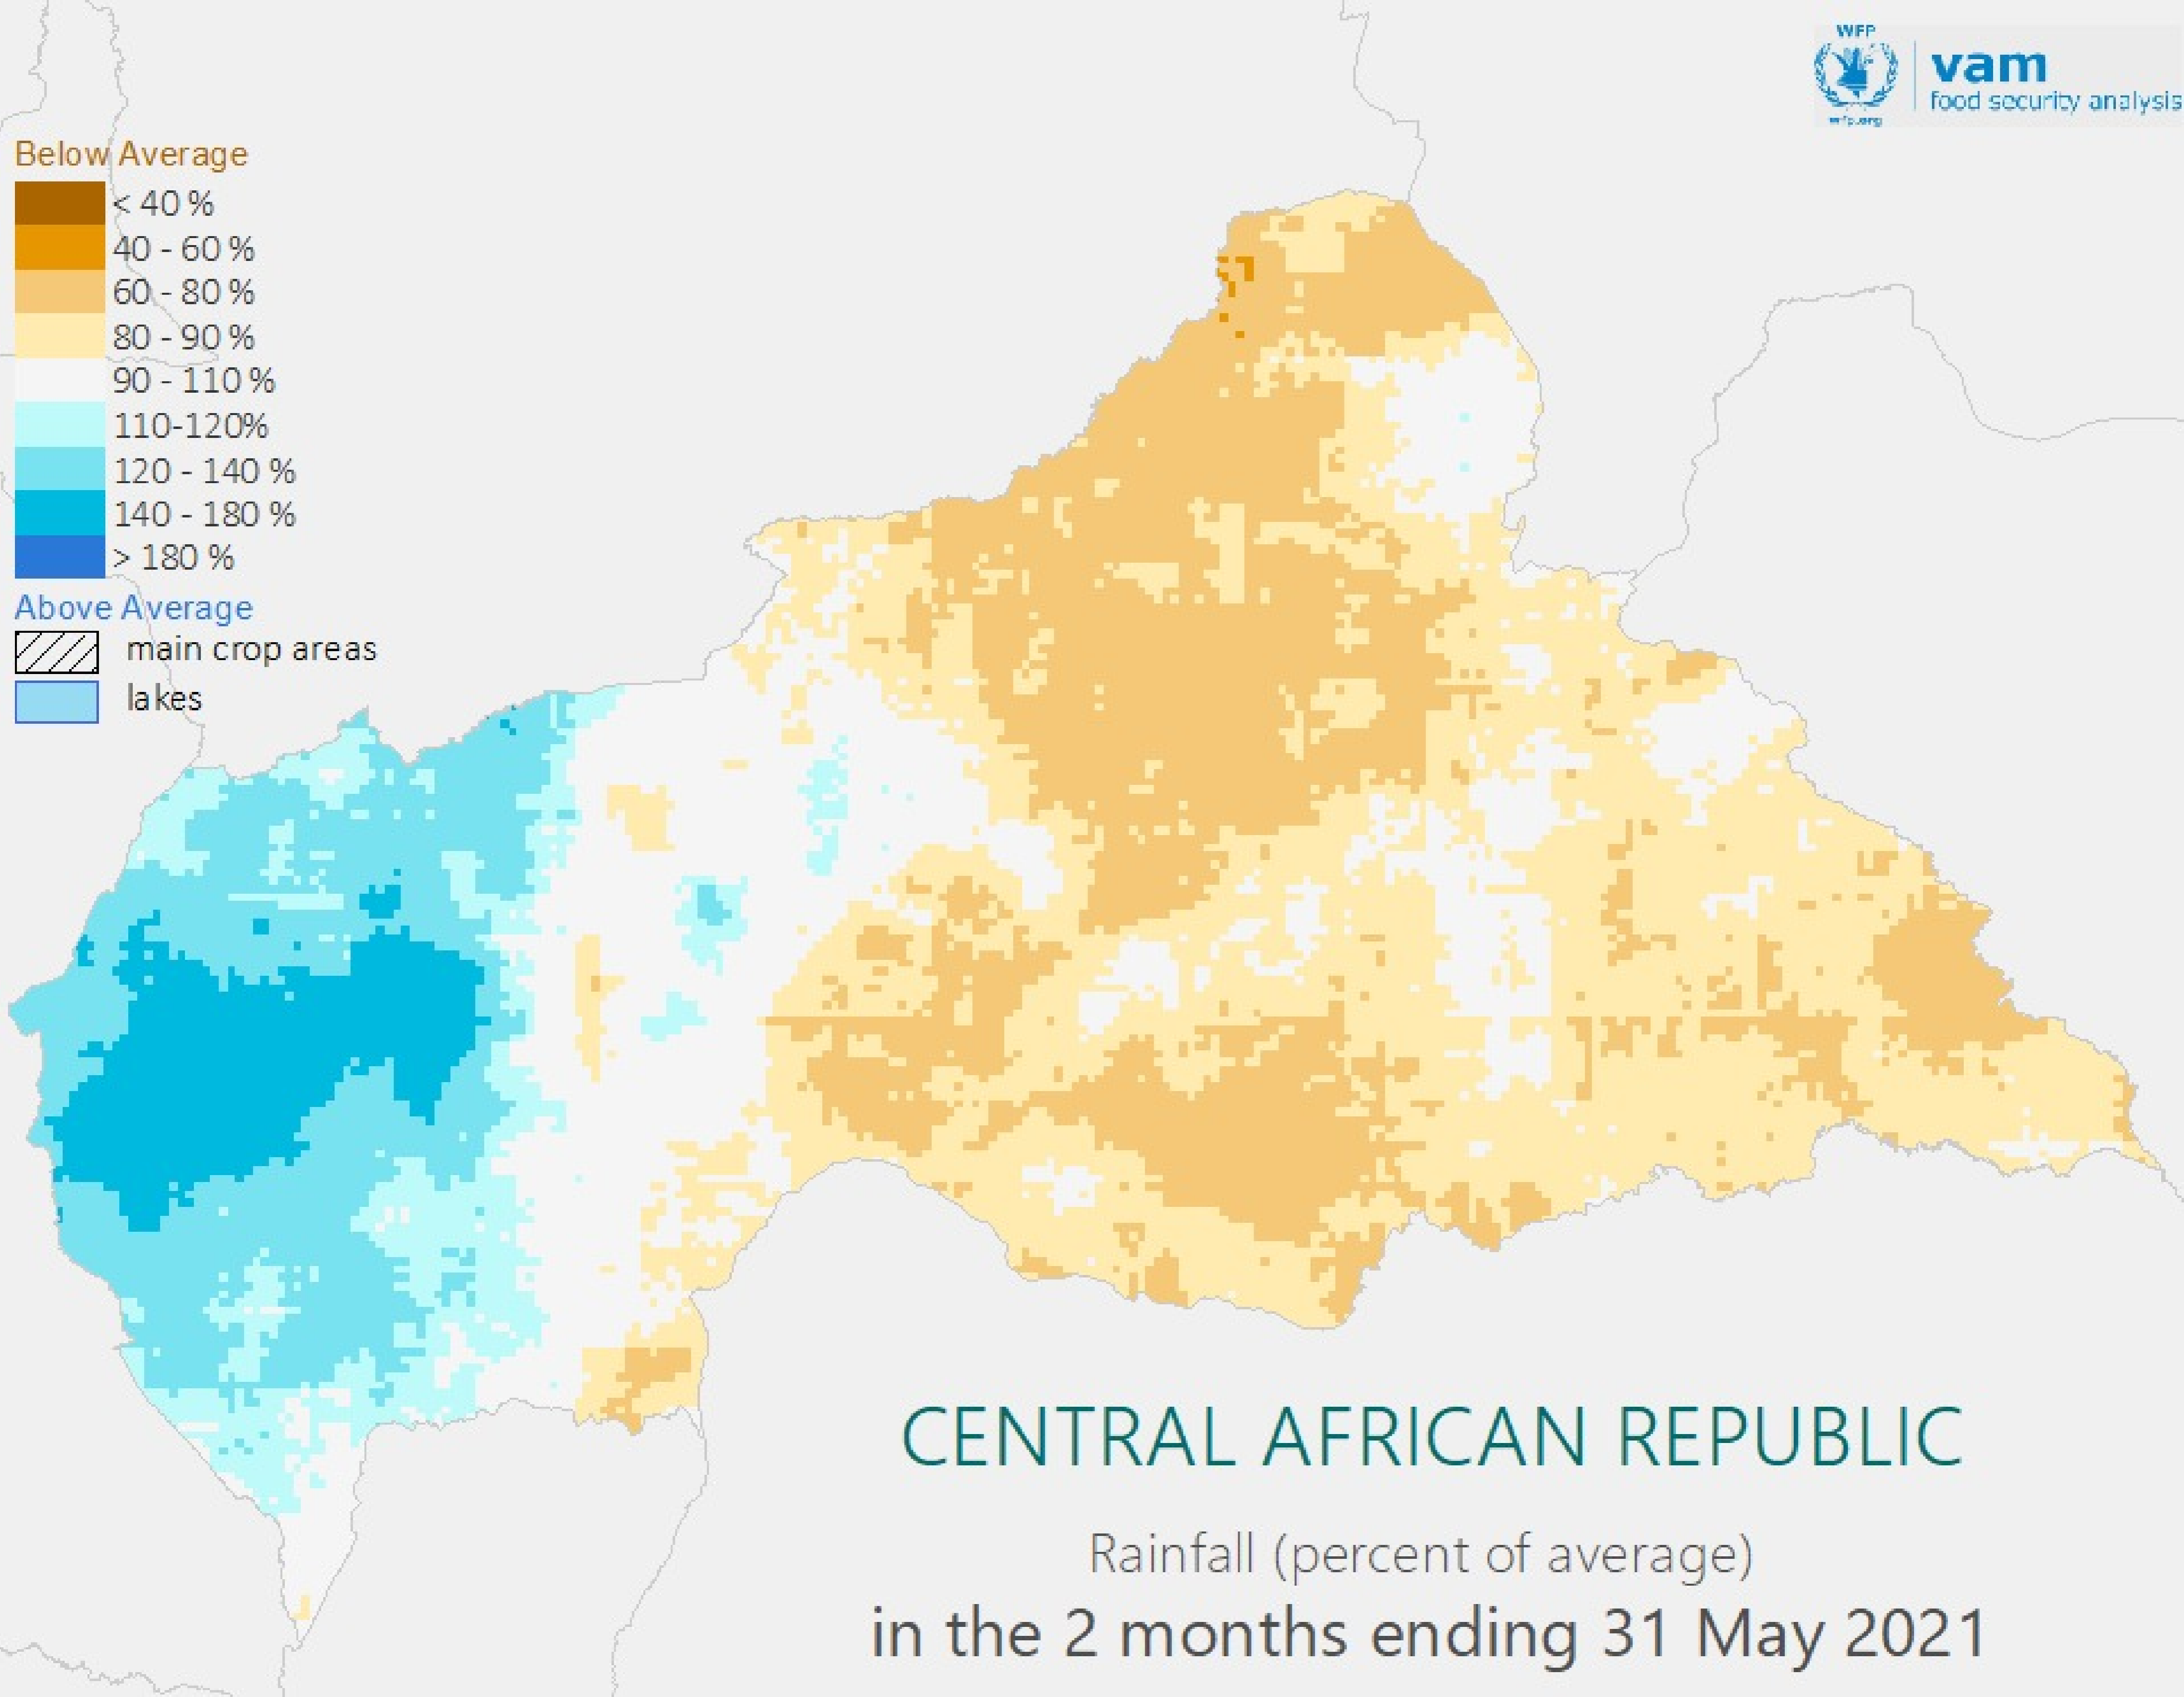 WFP
wfp.org
vam
food security analysis
Below Average
< 40 %
40 - 60 %
60 - 80 %
80 - 90 %
90 - 110 %
110-120%
120 - 140 %
140 - 180 %
> 180 %
Above Average
main crop areas
lakes
CENTRAL AFRICAN REPUBLIC
Rainfall (percent of average)
in the 2 months ending 31 May 2021